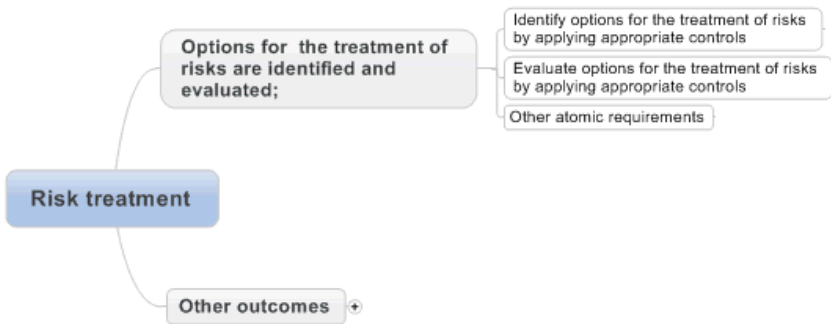 Identify options for the treatment of risks
by applying appropriate controls
Options for the treatment of
risks are identified and
evaluated;
Evaluate options for the treatment of risks
by applying appropriate controls
Other atomic requirements
Risk treatment
Other outcomes